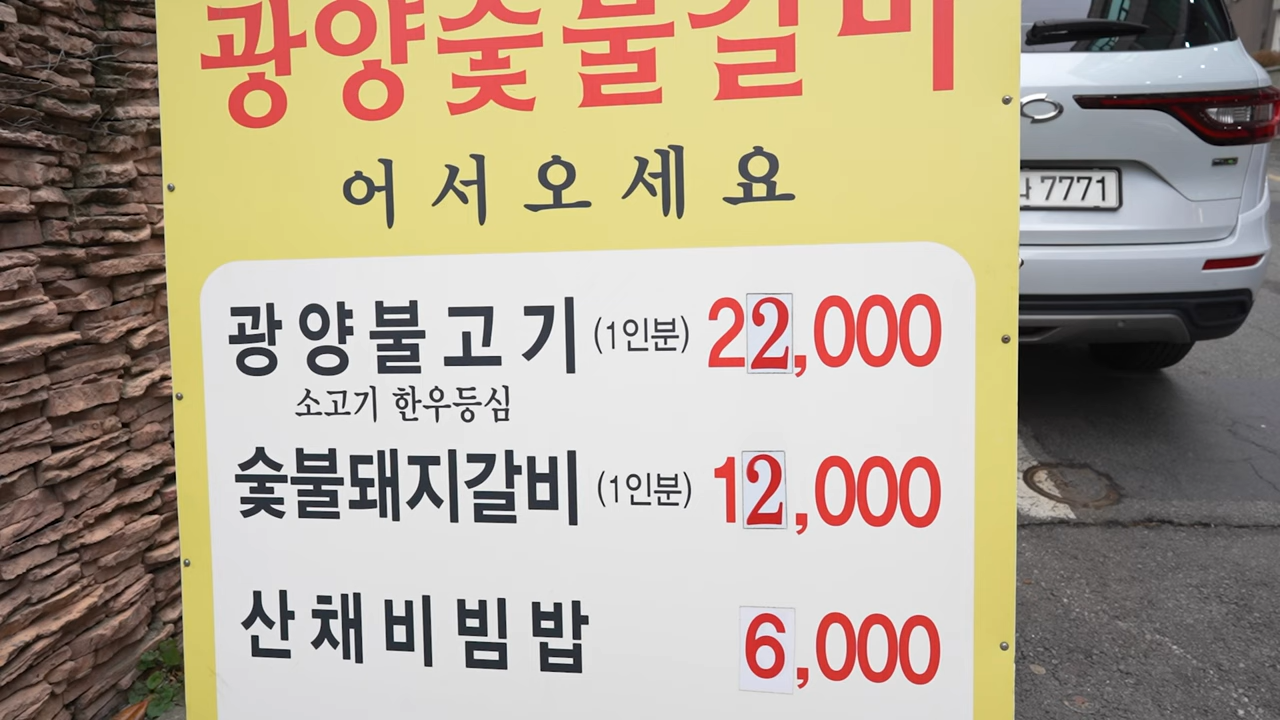 광양숯불갈비
어서오세요
광양불고기 (1인분) 22,000
소고기 한우등심
숯불돼지갈비 (1인분) 12,000
산채비빔밥 6,000
7771